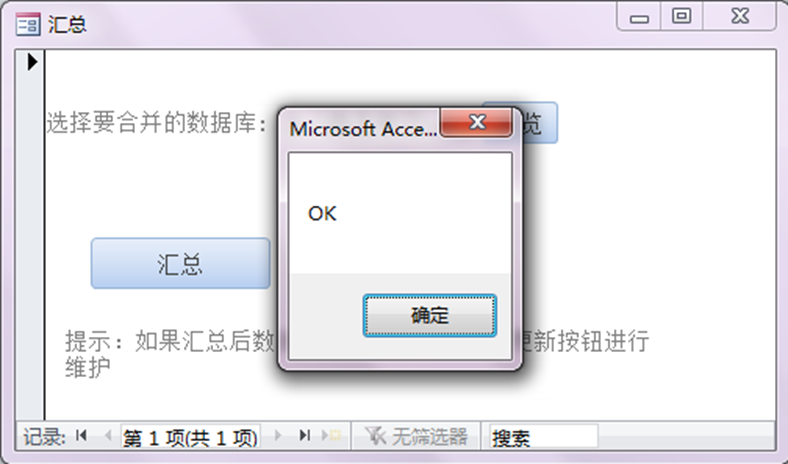 汇总
选择要合并的数据库：
览
Microsoft Acce...
OK
确定
汇总
提示：如果汇总后数
更新按钮进行
维护
记录: 第 1 项(共 1 项) 无筛选器 搜索